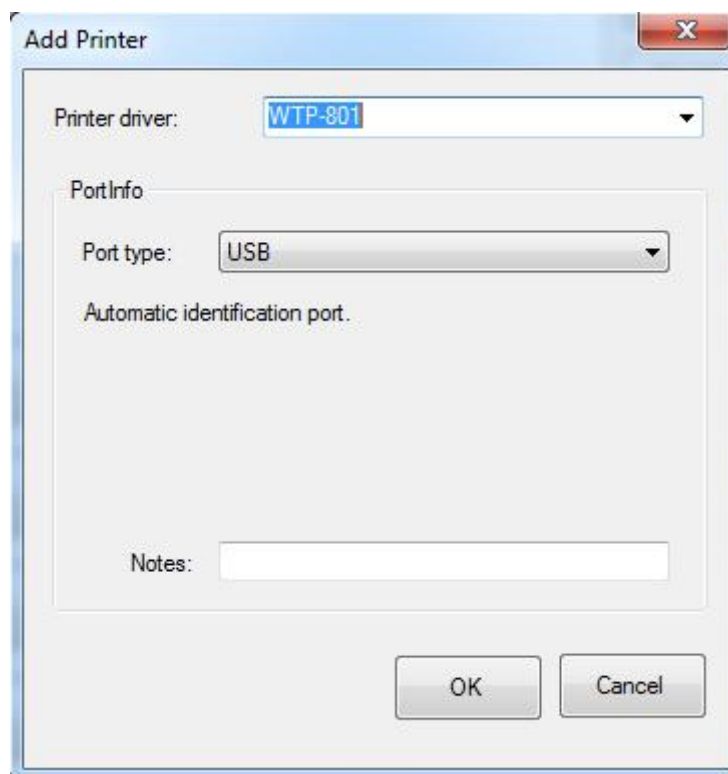 Add Printer
Printer driver: WTP-801
PortInfo
Port type: USB
Automatic identification port.
Notes:
OK Cancel